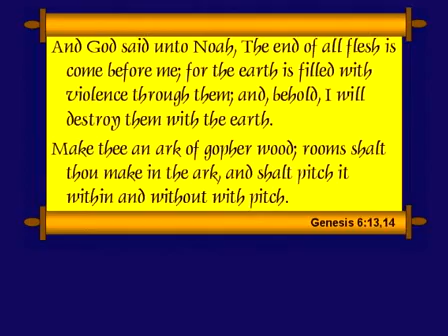 And God said unto Noah, The end of all flesh is
come before me; for the earth is filled with
violence through them; and, behold, I will
destroy them with the earth.
Make thee an ark of gopher wood; rooms shalt
thou make in the ark, and shalt pitch it
within and without with pitch.
Genesis 6:13,14